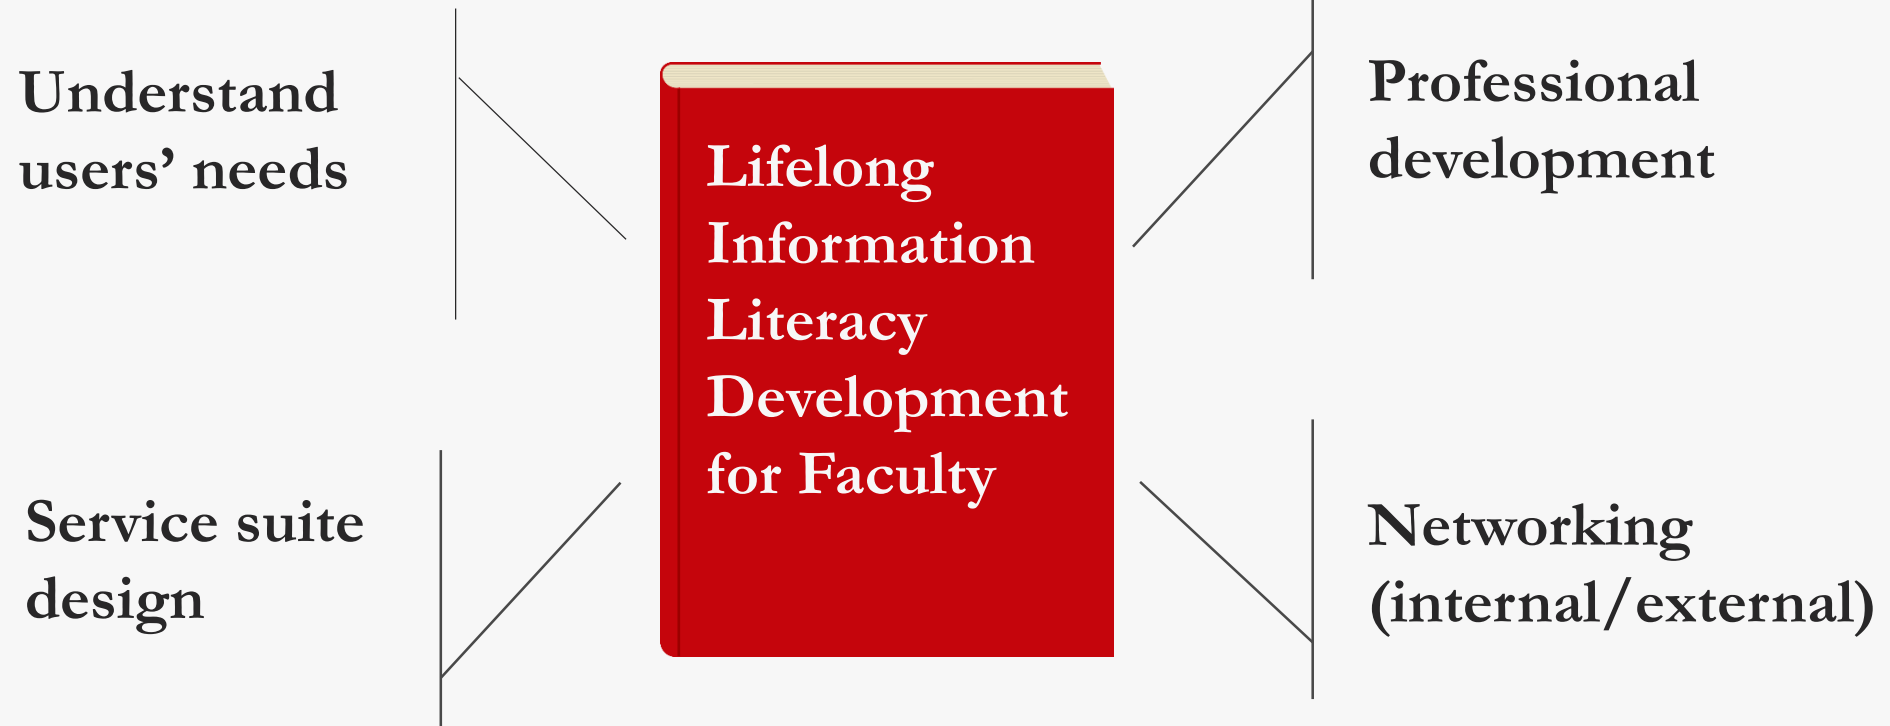 Understand
users’ needs
Service suite
design
Lifelong
Information
Literacy
Development
for Faculty
Professional
development
Networking
(internal/external)